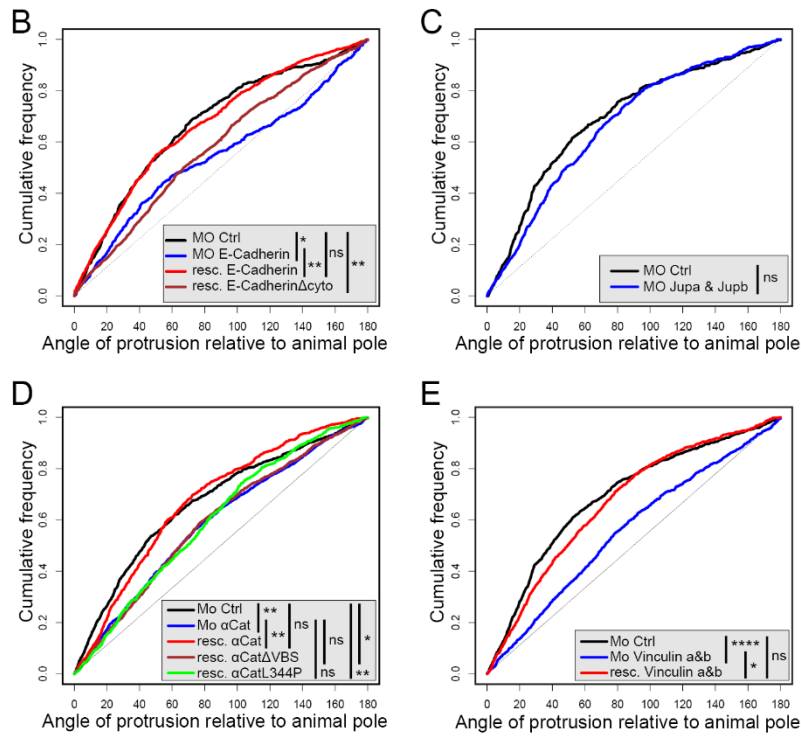 B
Cumulative frequency
1.0
0.8
0.6
0.4
0.2
0.0
MO Ctrl
MO E-Cadherin
resc. E-Cadherin
resc. E-CadherinΔcyto
*
**
ns
**
0 20 40 60 80 100 120 140 160 180
Angle of protrusion relative to animal pole
C
Cumulative frequency
1.0
0.8
0.6
0.4
0.2
0.0
MO Ctrl
MO Jupa & Jupb
ns
0 20 40 60 80 100 120 140 160 180
Angle of protrusion relative to animal pole
D
Cumulative frequency
1.0
0.8
0.6
0.4
0.2
0.0
Mo Ctrl
Mo αCat
resc. αCat
resc. αCatΔVBS
resc. αCatL344P
**
**
ns
ns
ns
*
**
0 20 40 60 80 100 120 140 160 180
Angle of protrusion relative to animal pole
E
Cumulative frequency
1.0
0.8
0.6
0.4
0.2
0.0
Mo Ctrl
Mo Vinculin a&b
resc. Vinculin a&b
****
*
ns
0 20 40 60 80 100 120 140 160 180
Angle of protrusion relative to animal pole